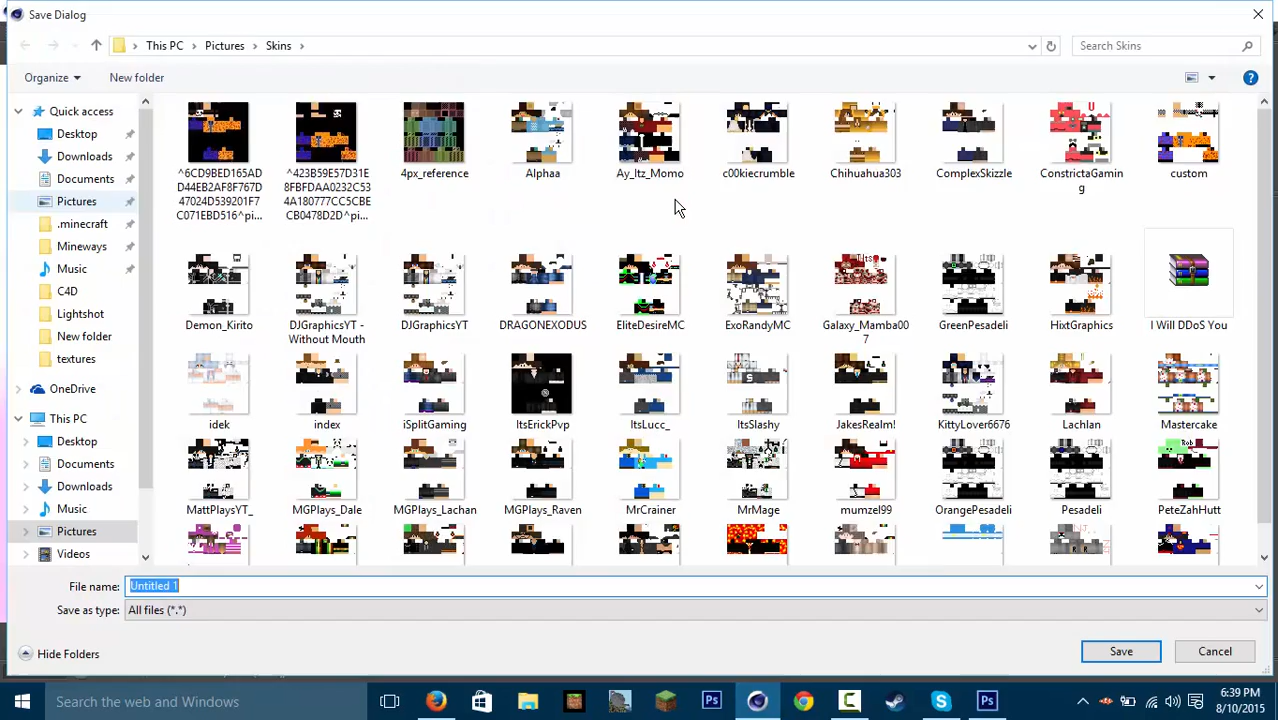 Save Dialog
This PC > Pictures > Skins >
Search Skins
Organize
New folder
Quick access
Desktop
Downloads
Documents
Pictures
.minecraft
Mineways
Music
C4D
Lightshot
New folder
textures
OneDrive
This PC
Desktop
Documents
Downloads
Music
Pictures
Videos
^6CD9BED165AD
D44EB2AF8F767D
47024D539201F7
C071EBD516^pi...
^423B59E57D31E
8FBFDAA0232C53
4A180777CC5CBE
CB0478D2D^pi...
4px_reference
Alphaa
Ay_Itz_Momo
c00kiecrumble
Chihuahua303
ComplexSkizzle
ConstrictaGamin
g
custom
Demon_Kirito
DJGraphicsYT -
Without Mouth
DJGraphicsYT
DRAGONEXODUS
EliteDesireMC
ExoRandyMC
Galaxy_Mamba00
7
GreenPesadeli
HixtGraphics
I Will DDoS You
idek
index
iSplitGaming
ItsErickPvp
ItsLucc_
ItsSlashy
JakesRealm!
KittyLover6676
Lachlan
Mastercake
MattPlaysYT_
MGPlays_Dale
MGPlays_Lachan
MGPlays_Raven
MrCrainer
MrMage
mumzel99
OrangePesadeli
Pesadeli
PeteZahHutt
File name: Untitled 1
Save as type: All files (*.*)
Hide Folders
Save
Cancel
Search the web and Windows
6:39 PM
8/10/2015